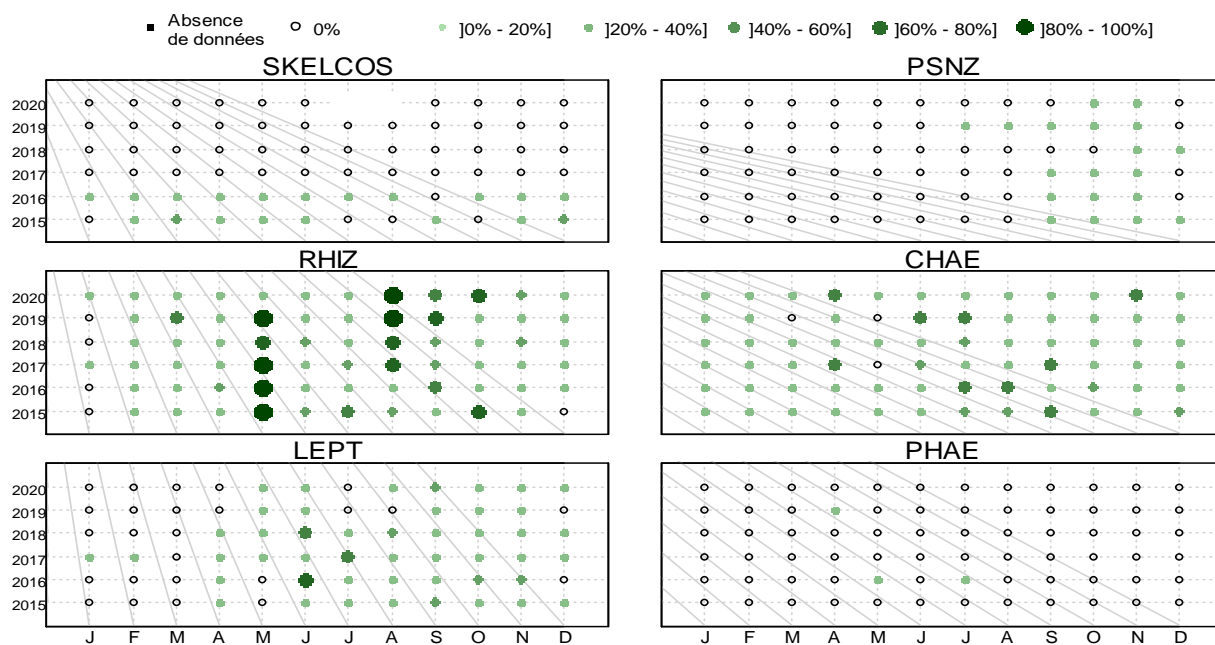 Absence
de données
0%
]0% - 20%]
]20% - 40%]
]40% - 60%]
]60% - 80%]
]80% - 100%]
SKELCOS
PSNZ
2020
2019
2018
2017
2016
2015
RHIZ
CHAE
2020
2019
2018
2017
2016
2015
LEPT
PHAE
2020
2019
2018
2017
2016
2015
J F M A M J J A S O N D
J F M A M J J A S O N D